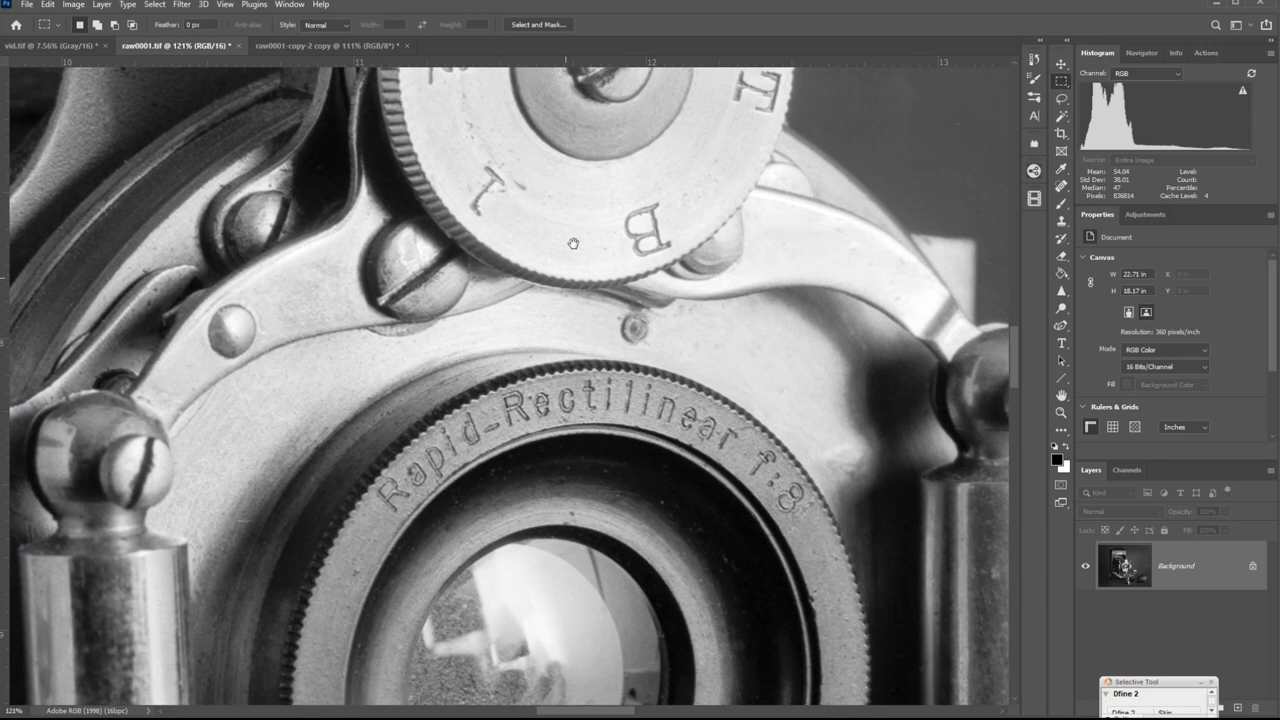 File Edit Image Layer Type Select Filter 3D View Plugins Window Help
Feather: 0 px Anti-alias Style: Normal Width: Height: Select and Mask...
vid.tif @ 7.56% (Gray/16) * × raw0001.tif @ 121% (RGB/16) * × raw0001-copy-2 copy @ 111% (RGB/8*) * ×
10 11 12 13
Histogram Navigator Info Actions
Channel: RGB
Source: Entire Image
Mean: 54.04 Level:
Std Dev: 38.01 Count:
Median: 47 Percentile:
Pixels: 836814 Cache Level: 4
Properties Adjustments
Document
Canvas
W 22.71 in X
H 18.17 in Y
Resolution: 360 pixels/inch
Mode RGB Color
16 Bits/Channel
Fill Background Color
Rulers & Grids
Inches
Layers Channels
Kind
Normal Opacity: 100%
Lock: Fill: 100%
Background
I B T
Rapid-Rectilinear f:8
Selective Tool
Dfine 2
Dfine 2 Skin
121% Adobe RGB (1998) (16bpc)